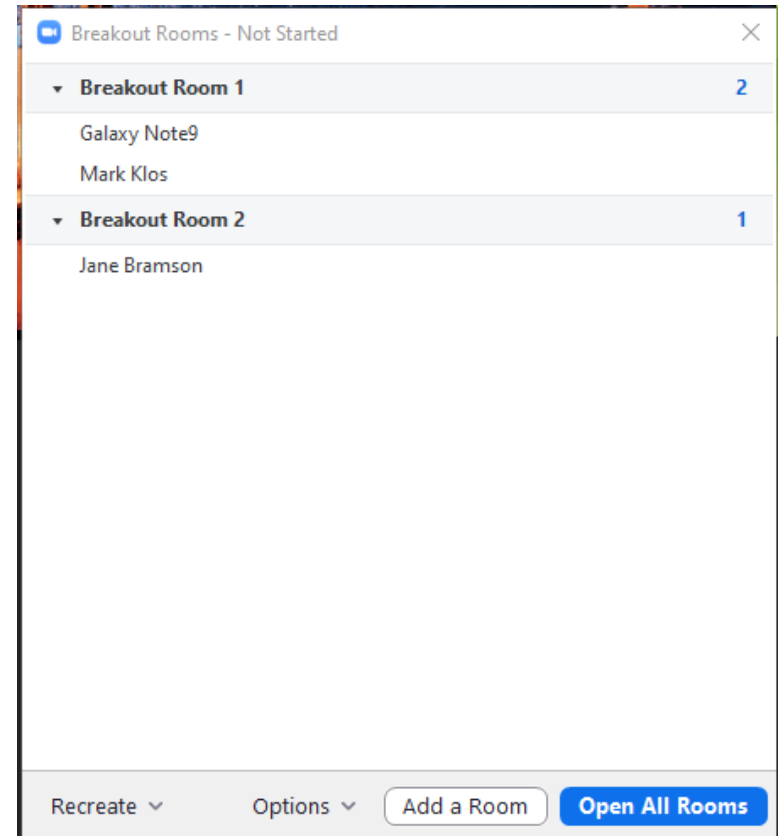 Breakout Rooms - Not Started
Breakout Room 1 2
Galaxy Note9
Mark Klos
Breakout Room 2 1
Jane Bramson
Recreate Options Add a Room Open All Rooms